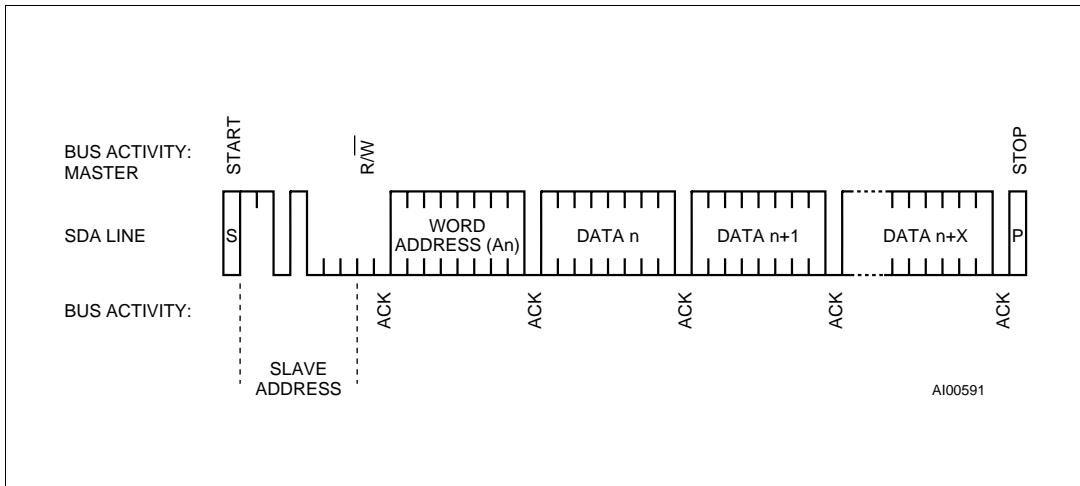 BUS ACTIVITY:
MASTER
START
R/W
STOP
SDA LINE
S
WORD
ADDRESS (An)
DATA n
DATA n+1
DATA n+X
P
BUS ACTIVITY:
ACK
ACK
ACK
ACK
ACK
SLAVE
ADDRESS
AI00591